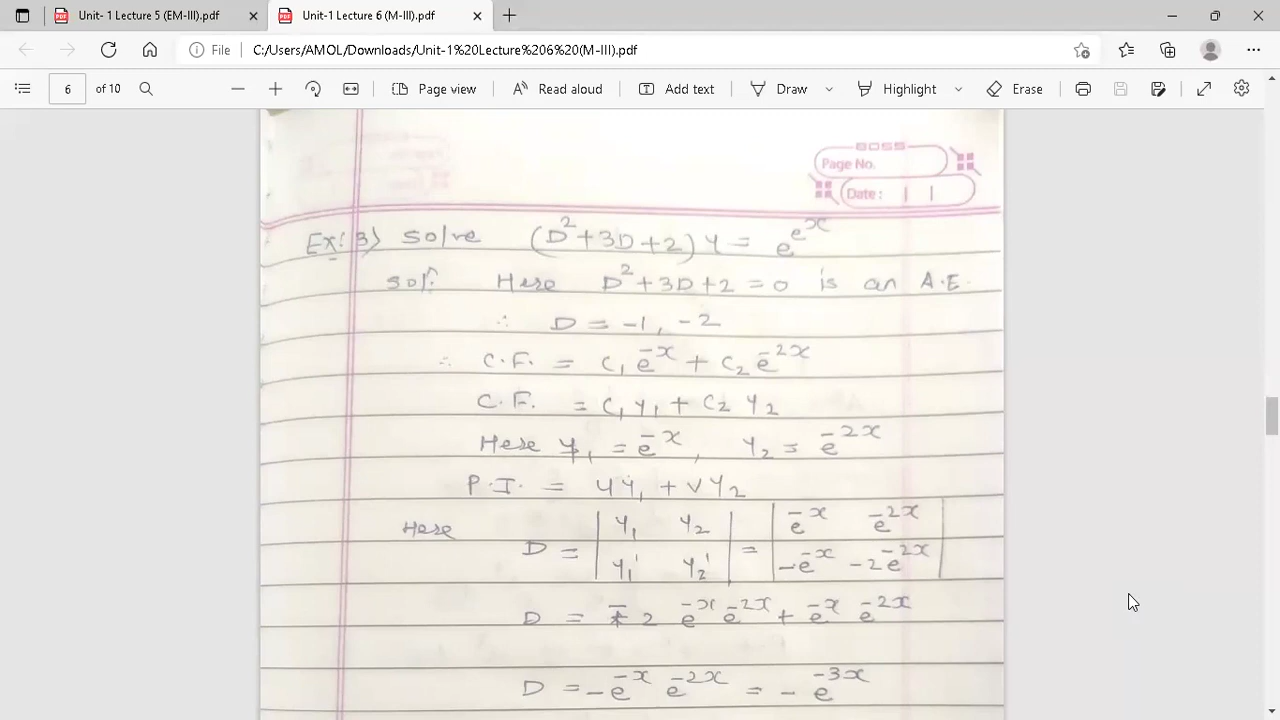 Unit- 1 Lecture 5 (EM-III).pdf
Unit-1 Lecture 6 (M-III).pdf
File C:/Users/AMOL/Downloads/Unit-1%20Lecture%206%20(M-III).pdf
6 of 10 Page view Read aloud Add text Draw Highlight Erase
BOSS
Page No.
Date :
Ex: 3) Solve (D²+3D+2) y = e^{e^x}
Solⁿ: Here D²+3D+2 = 0 is an A.E.
∴ D = -1, -2
∴ C.F. = C₁ e^{-x} + C₂ e^{-2x}
C.F. = C₁ y₁ + C₂ y₂
Here y₁ = e^{-x}, y₂ = e^{-2x}
P.I. = u y₁ + v y₂
Here D = | y₁ y₂ | = | e^{-x} e^{-2x} |
| y₁' y₂' | | -e^{-x} -2e^{-2x} |
D = - 2 e^{-x} e^{-2x} + e^{-x} e^{-2x}
D = - e^{-x} e^{-2x} = - e^{-3x}